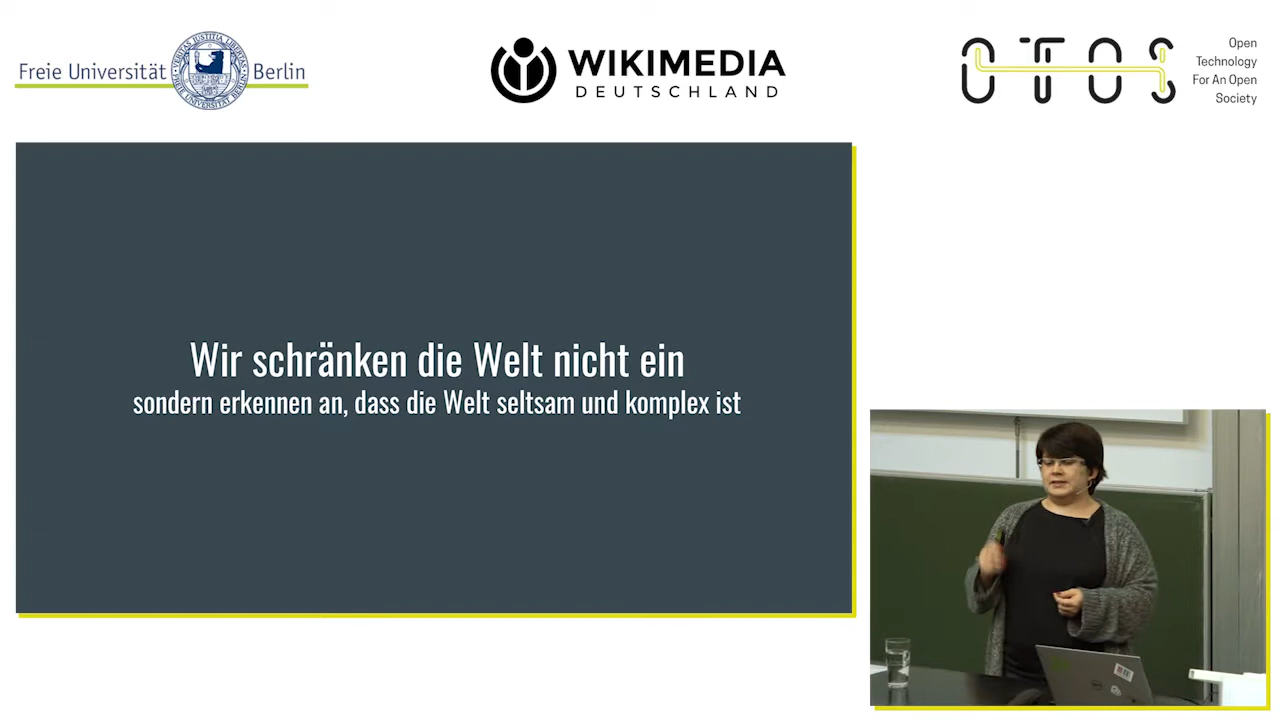 Freie Universität Berlin
WIKIMEDIA
DEUTSCHLAND
OTOS
Open
Technology
For An Open
Society
Wir schränken die Welt nicht ein
sondern erkennen an, dass die Welt seltsam und komplex ist